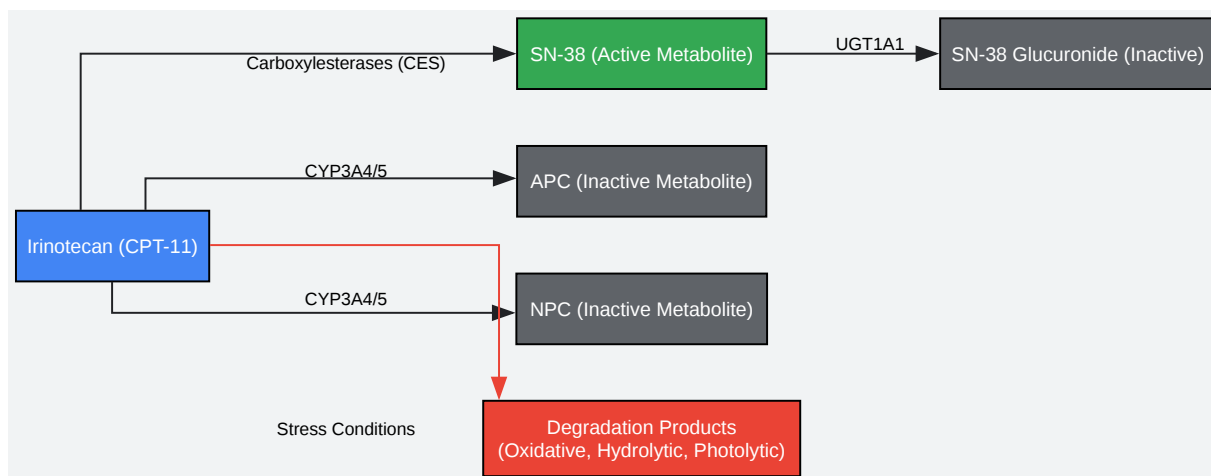 Carboxylesterases (CES)
SN-38 (Active Metabolite)
UGT1A1
SN-38 Glucuronide (Inactive)
CYP3A4/5
APC (Inactive Metabolite)
Irinotecan (CPT-11)
CYP3A4/5
NPC (Inactive Metabolite)
Stress Conditions
Degradation Products
(Oxidative, Hydrolytic, Photolytic)